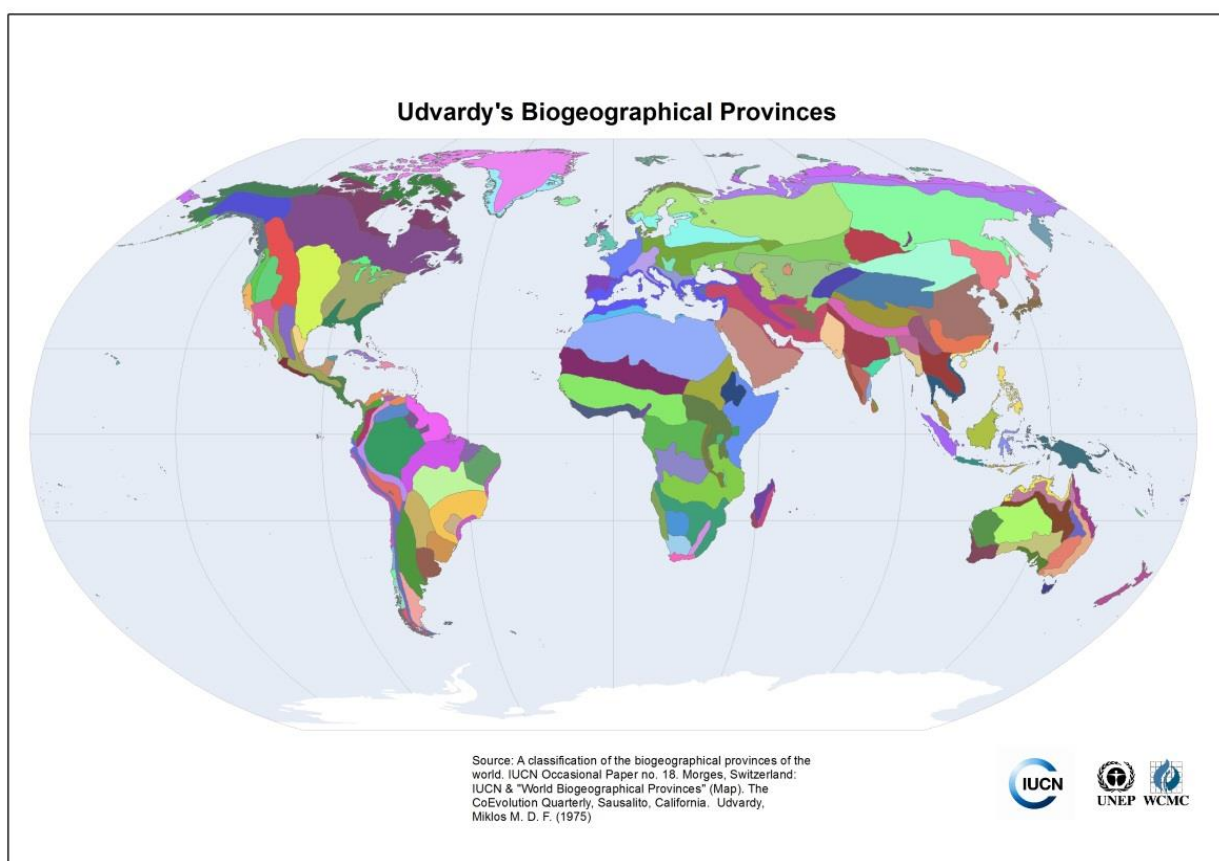 Udvardy's Biogeographical Provinces
Source: A classification of the biogeographical provinces of the
world. IUCN Occasional Paper no. 18. Morges, Switzerland:
IUCN & "World Biogeographical Provinces" (Map). The
CoEvolution Quarterly, Sausalito, California.  Udvardy,
Miklos M. D. F. (1975)
IUCN
UNEP WCMC